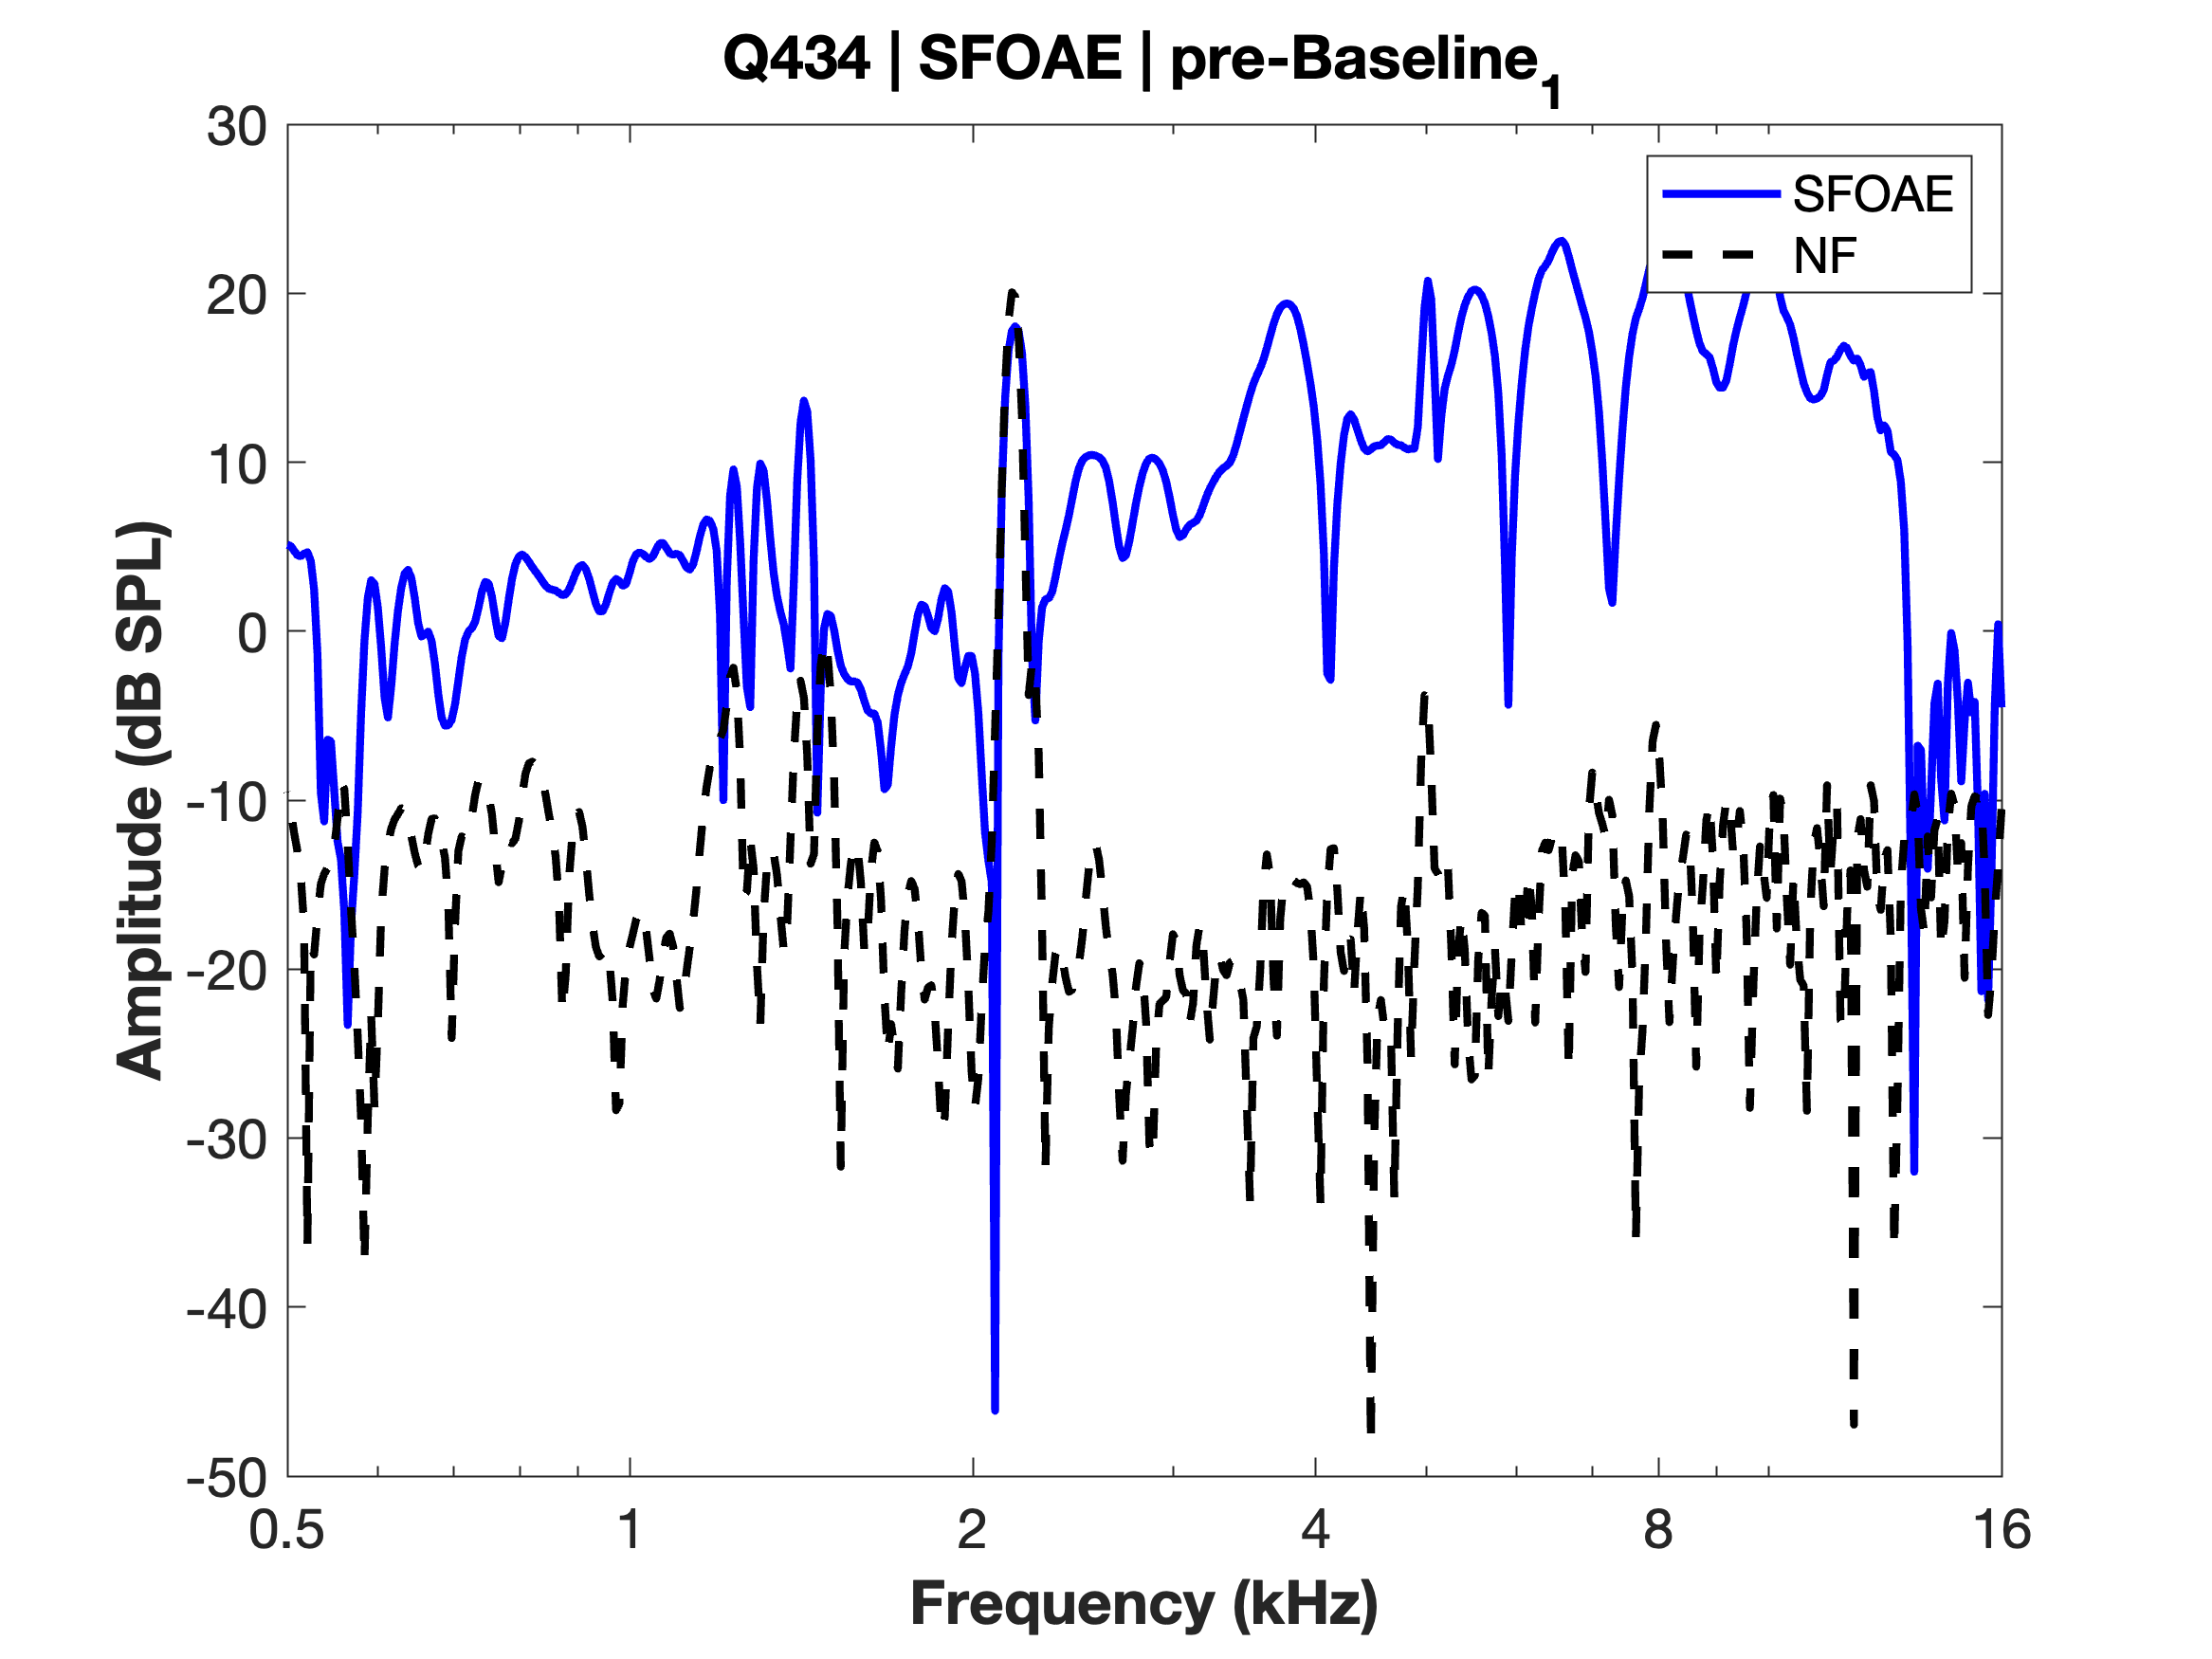 Q434 | SFOAE | pre-Baseline₁
30
20
10
0
-10
-20
-30
-40
-50
Amplitude (dB SPL)
SFOAE
NF
0.5 1 2 4 8 16
Frequency (kHz)